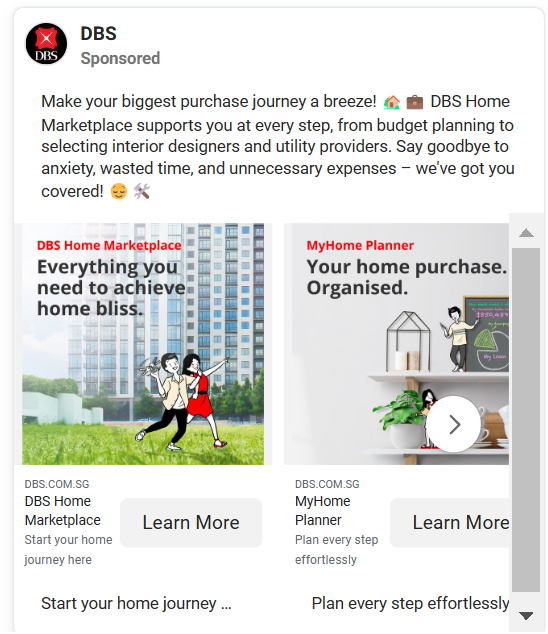 DBS
DBS
Sponsored
Make your biggest purchase journey a breeze! 🏡 💼 DBS Home
Marketplace supports you at every step, from budget planning to
selecting interior designers and utility providers. Say goodbye to
anxiety, wasted time, and unnecessary expenses – we've got you
covered! 😌 🛠️
DBS Home Marketplace
Everything you
need to achieve
home bliss.
MyHome Planner
Your home purchase.
Organised.
My Loan
DBS.COM.SG
DBS Home
Marketplace
Start your home
journey here
Learn More
DBS.COM.SG
MyHome
Planner
Plan every step
effortlessly
Learn More
Start your home journey ...
Plan every step effortlessly